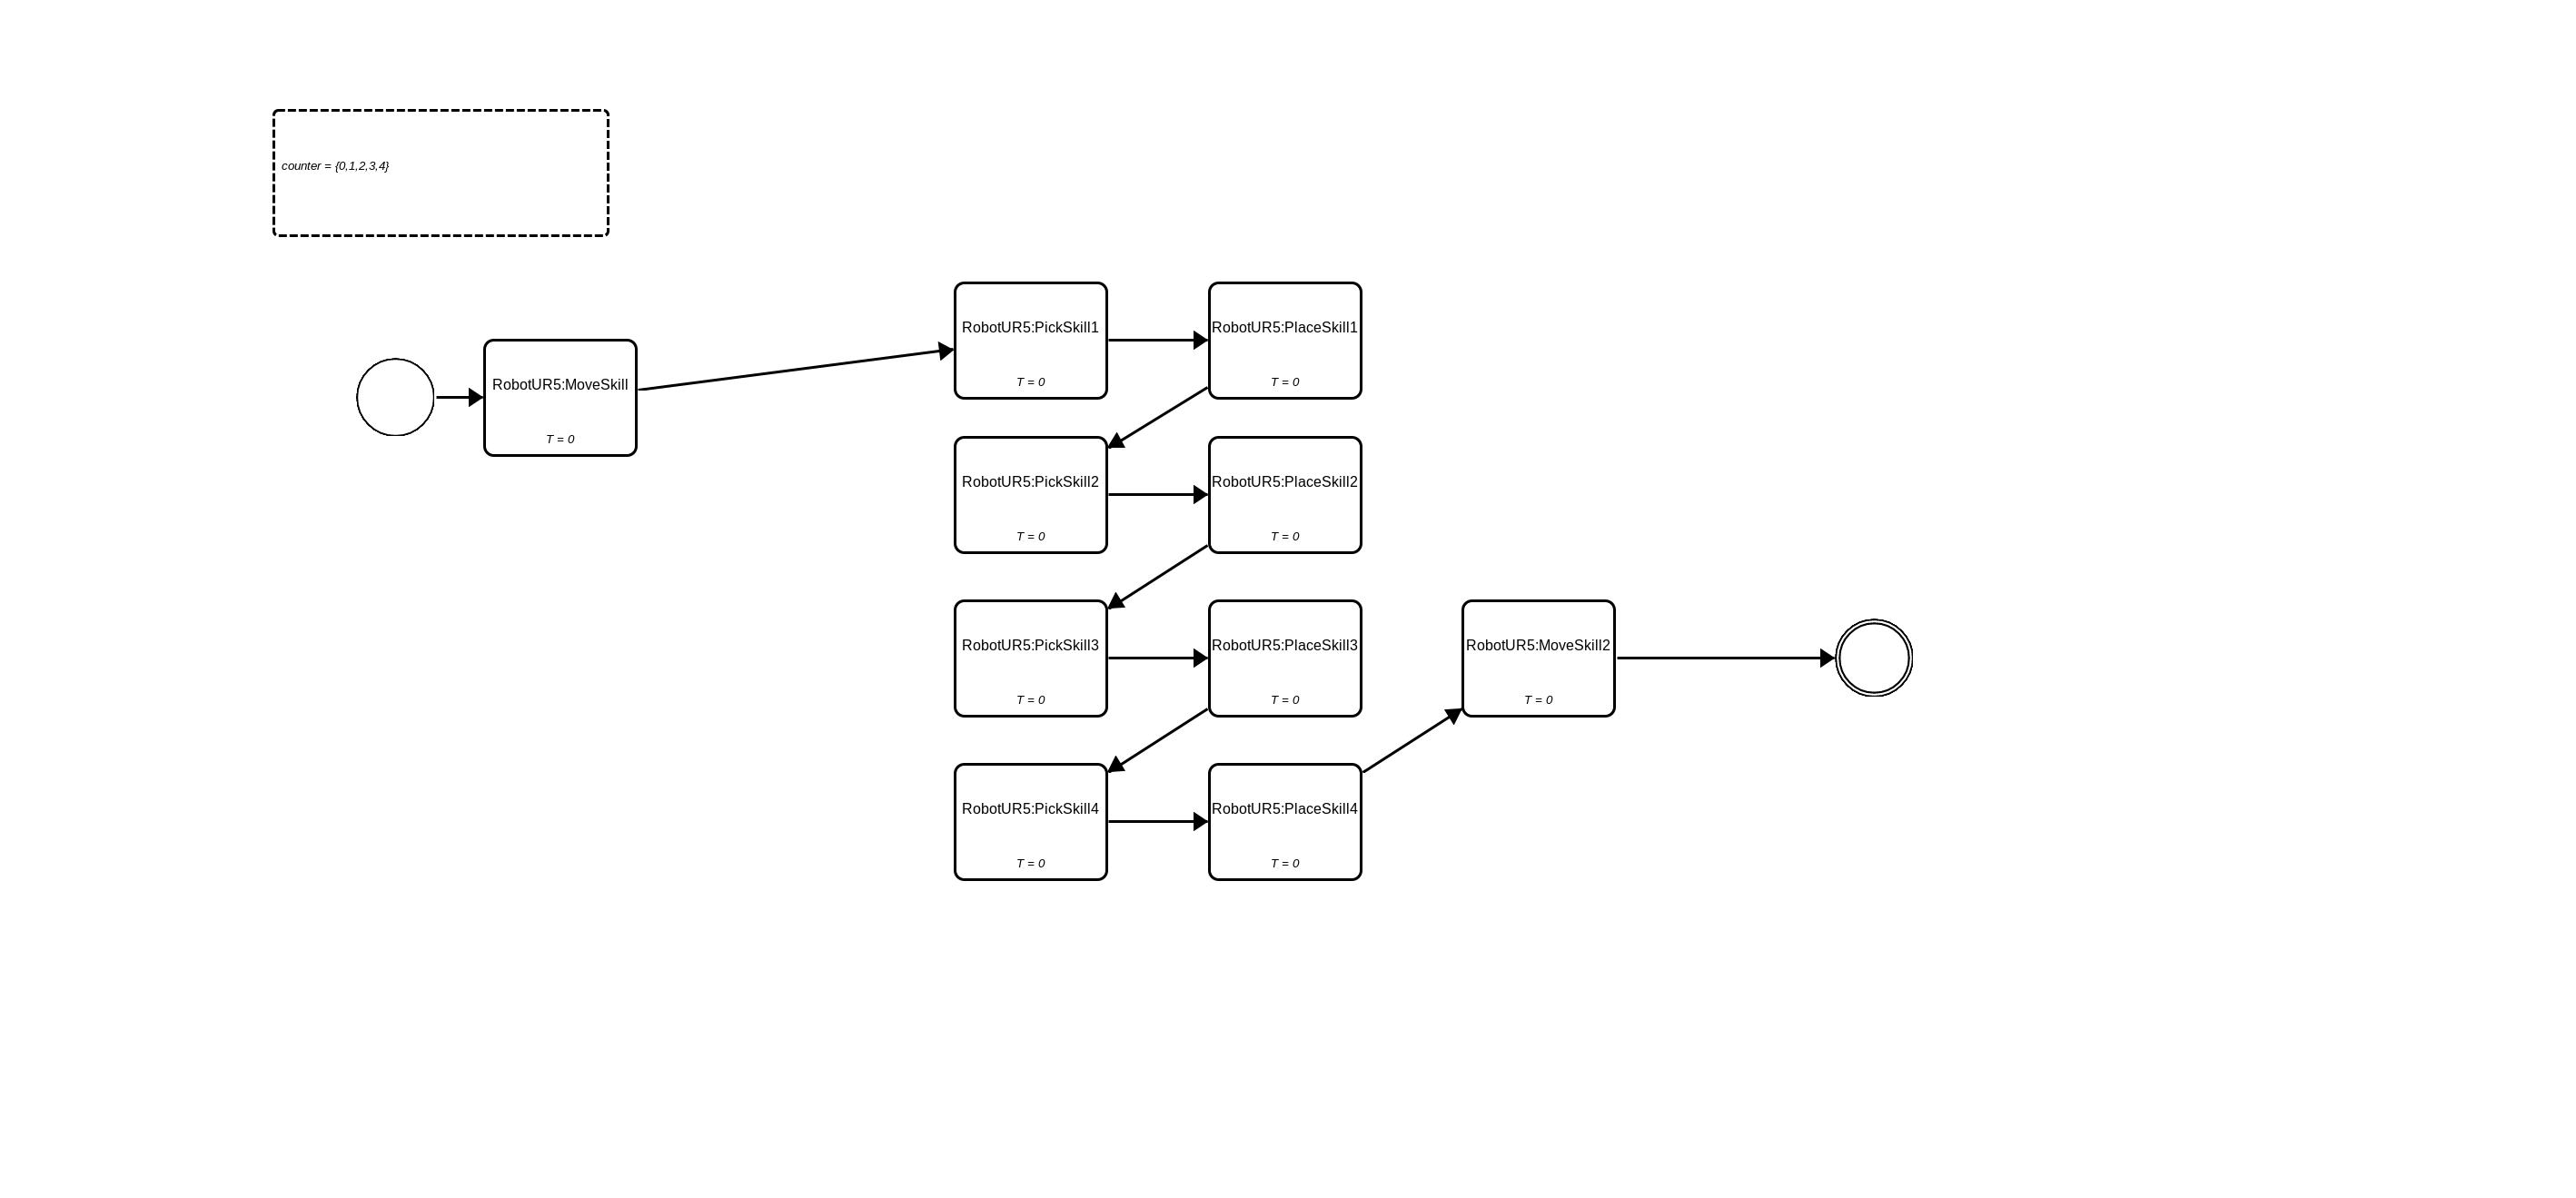 counter = {0,1,2,3,4}
RobotUR5:MoveSkill
T = 0
RobotUR5:PickSkill1
T = 0
RobotUR5:PlaceSkill1
T = 0
RobotUR5:PickSkill2
T = 0
RobotUR5:PlaceSkill2
T = 0
RobotUR5:PickSkill3
T = 0
RobotUR5:PlaceSkill3
T = 0
RobotUR5:PickSkill4
T = 0
RobotUR5:PlaceSkill4
T = 0
RobotUR5:MoveSkill2
T = 0